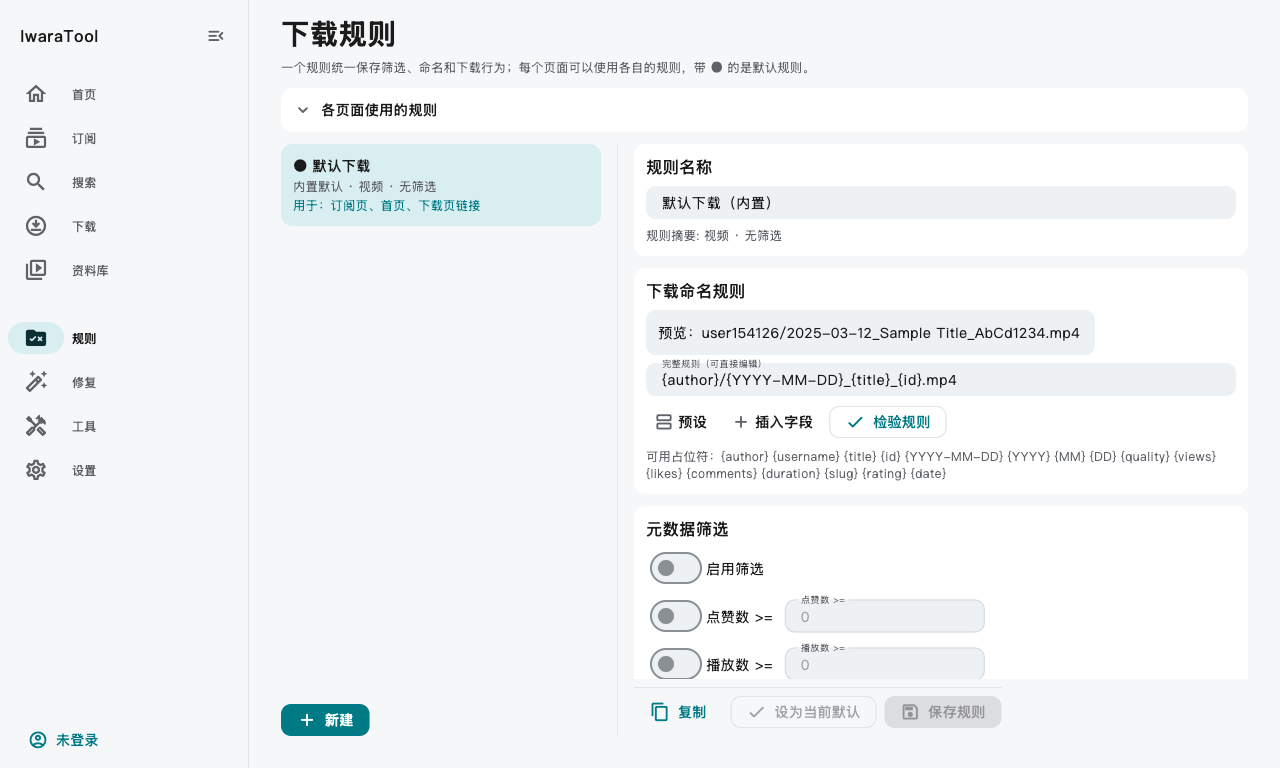 IwaraTool
首页
订阅
搜索
下载
资料库
规则
修复
工具
设置
未登录
下载规则
一个规则统一保存筛选、命名和下载行为；每个页面可以使用各自的规则，带 ● 的是默认规则。
各页面使用的规则
● 默认下载
内置默认 · 视频 · 无筛选
用于：订阅页、首页、下载页链接
新建
规则名称
默认下载（内置）
规则摘要: 视频 · 无筛选
下载命名规则
预览：user154126/2025-03-12_Sample Title_AbCd1234.mp4
完整规则（可直接编辑）
{author}/{YYYY-MM-DD}_{title}_{id}.mp4
预设 插入字段 检验规则
可用占位符：{author} {username} {title} {id} {YYYY-MM-DD} {YYYY} {MM} {DD} {quality} {views}
{likes} {comments} {duration} {slug} {rating} {date}
元数据筛选
启用筛选
点赞数 >=
点赞数 >=
0
播放数 >=
播放数 >=
0
复制 设为当前默认 保存规则